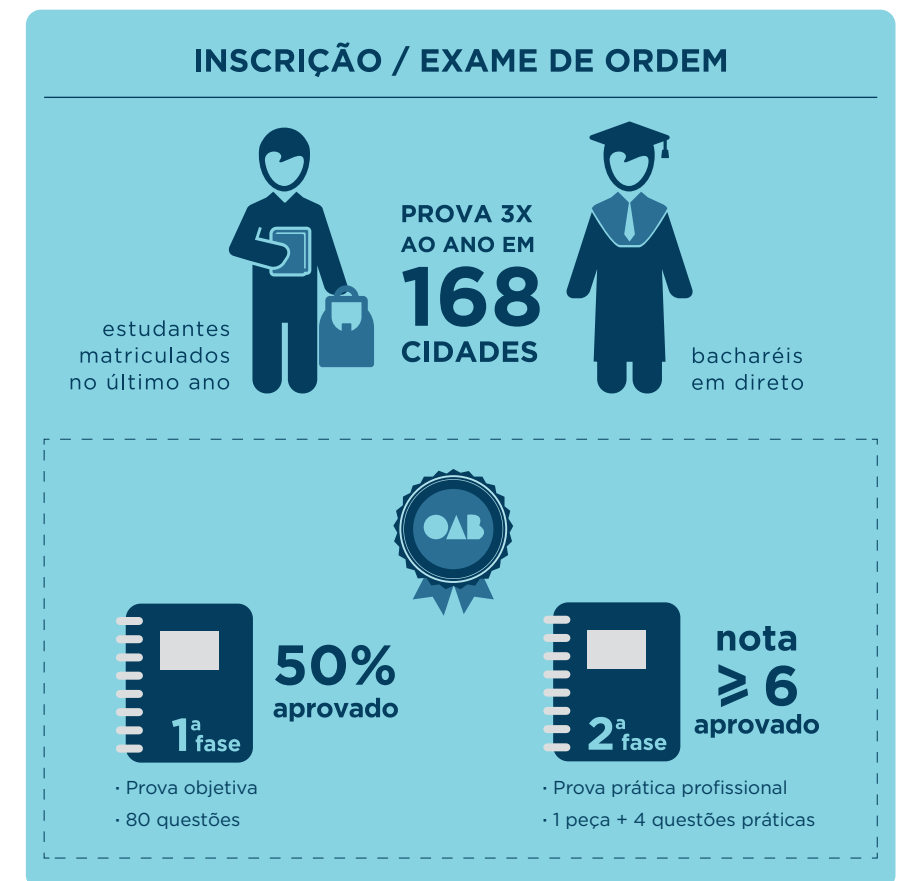 INSCRIÇÃO / EXAME DE ORDEM
PROVA 3X
AO ANO EM
168
CIDADES
estudantes
matriculados
no último ano
bacharéis
em direto
OAB
1ª
fase
50%
aprovado
· Prova objetiva
· 80 questões
2ª
fase
nota
⩾ 6
aprovado
· Prova prática profissional
· 1 peça + 4 questões práticas